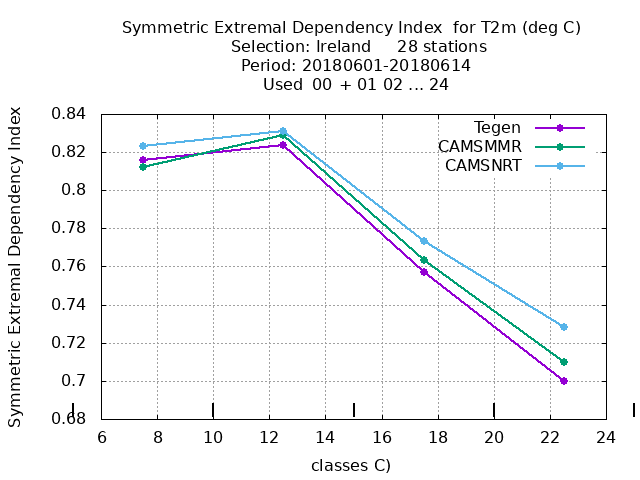 Symmetric Extremal Dependency Index  for T2m (deg C)
Selection: Ireland     28 stations
Period: 20180601-20180614
Used  00 + 01 02 ... 24
Symmetric Extremal Dependency Index
0.84
0.82
0.8
0.78
0.76
0.74
0.72
0.7
0.68
Tegen
CAMSMMR
CAMSNRT
6 8 10 12 14 16 18 20 22 24
classes C)